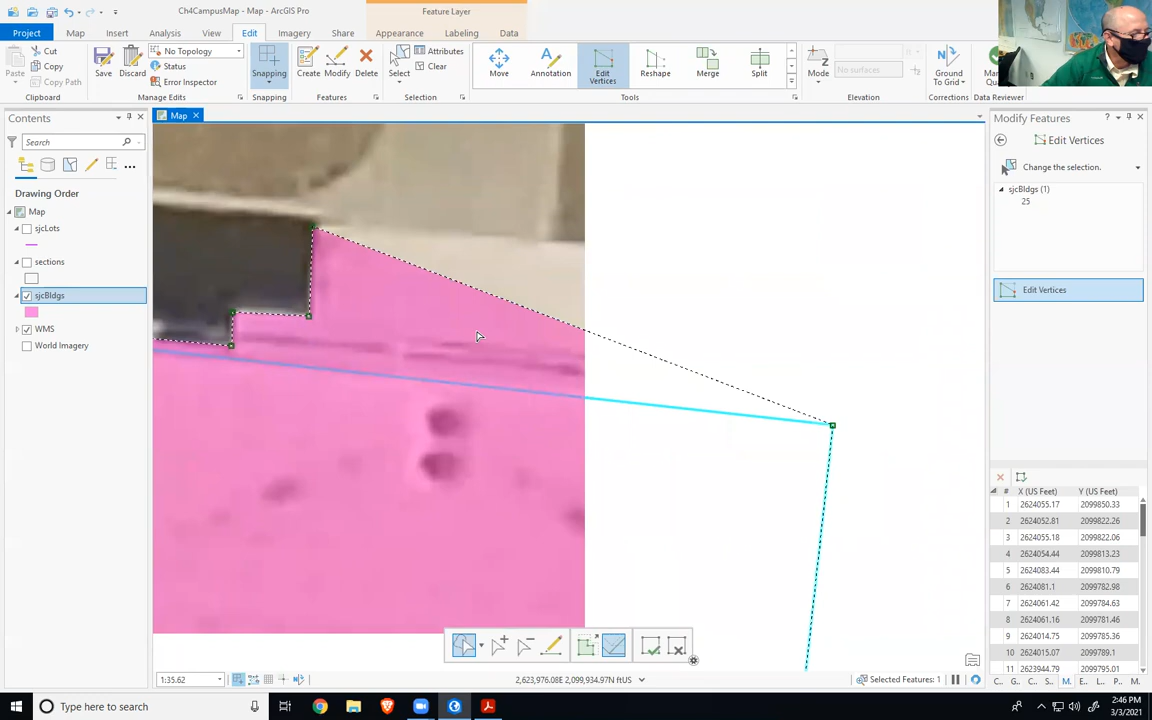 Ch4CampusMap - Map - ArcGIS Pro
Feature Layer
Project Map Insert Analysis View Edit Imagery Share Appearance Labeling Data
Paste
Cut
Copy
Copy Path
Clipboard
Save
Discard
No Topology
Status
Error Inspector
Manage Edits
Snapping
Snapping
Create
Modify
Delete
Features
Select
Attributes
Clear
Selection
Move
Annotation
Edit
Vertices
Reshape
Merge
Split
Tools
Mode
No surfaces
Elevation
Ground
To Grid
Corrections
Data Reviewer
Contents
Search
Drawing Order
Map
sjcLots
sections
sjcBldgs
WMS
World Imagery
Map
Modify Features
Edit Vertices
Change the selection.
sjcBldgs (1)
25
Edit Vertices
# X (US Feet) Y (US Feet)
1 2624055.17 2099850.33
2 2624052.81 2099822.26
3 2624055.18 2099822.06
4 2624054.44 2099813.23
5 2624083.44 2099810.79
6 2624081.1 2099782.98
7 2624061.42 2099784.63
8 2624061.16 2099781.46
9 2624014.75 2099785.36
10 2624015.07 2099789.1
11 2623944.79 2099795.01
C... C... S... M. E... L... P... M...
1:35.62
2,623,976.08E 2,099,934.97N ftUS
Selected Features: 1
Type here to search
2:46 PM
3/3/2021